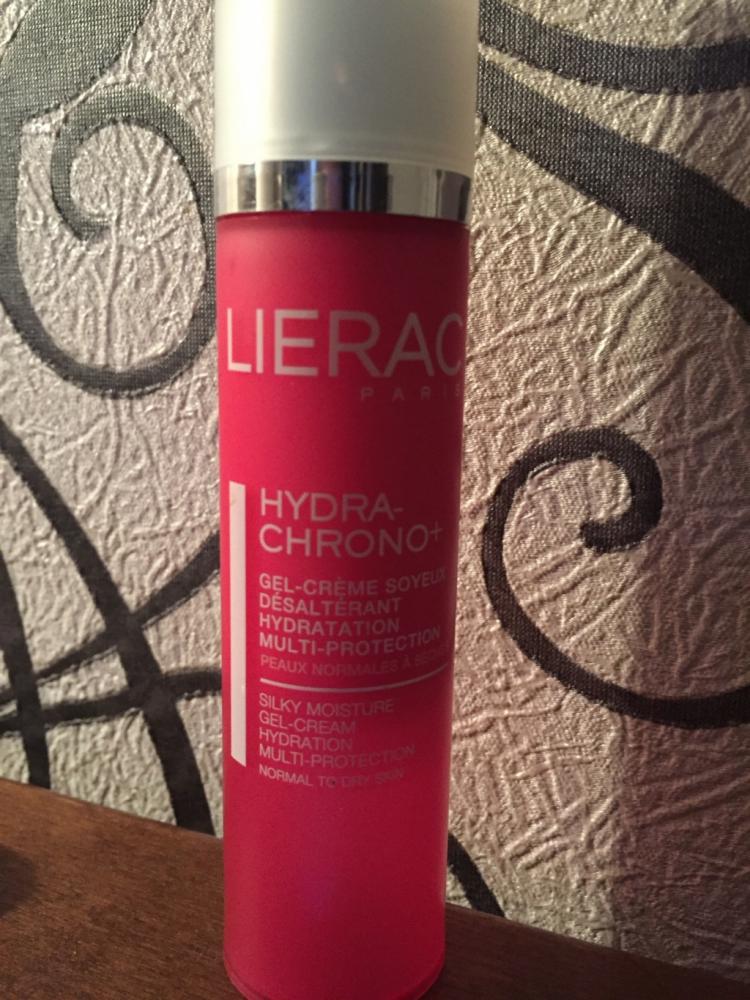 LIERAC
PARIS
HYDRA-
CHRONO+
GEL-CRÈME SOYEUX
DÉSALTÉRANT
HYDRATATION
MULTI-PROTECTION
PEAUX NORMALES À SÈCHES
SILKY MOISTURE
GEL-CREAM
HYDRATION
MULTI-PROTECTION
NORMAL TO DRY SKIN